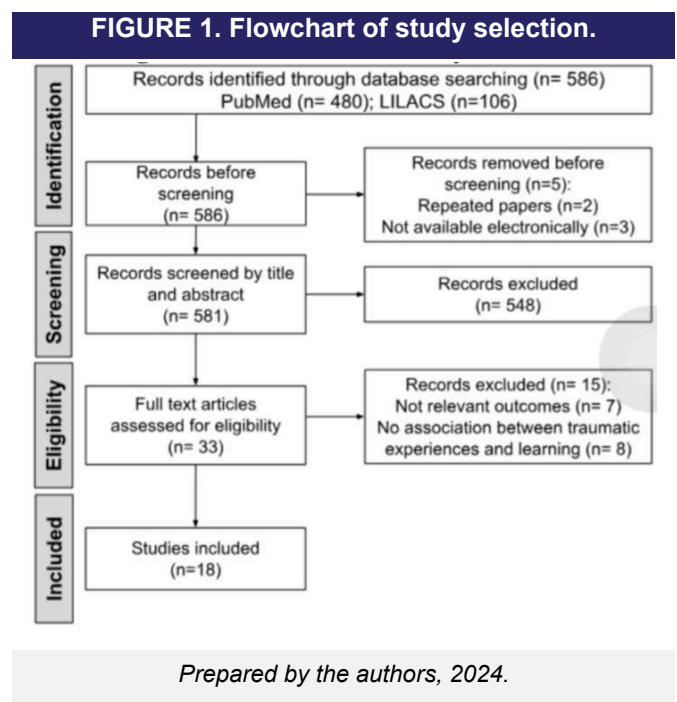 FIGURE 1. Flowchart of study selection.
Identification
Records identified through database searching (n= 586)
PubMed (n= 480); LILACS (n=106)
Records before
screening
(n= 586)
Records removed before
screening (n=5):
Repeated papers (n=2)
Not available electronically (n=3)
Screening
Records screened by title
and abstract
(n= 581)
Records excluded
(n= 548)
Eligibility
Full text articles
assessed for eligibility
(n= 33)
Records excluded (n= 15):
Not relevant outcomes (n= 7)
No association between traumatic
experiences and learning (n= 8)
Included
Studies included
(n=18)
Prepared by the authors, 2024.